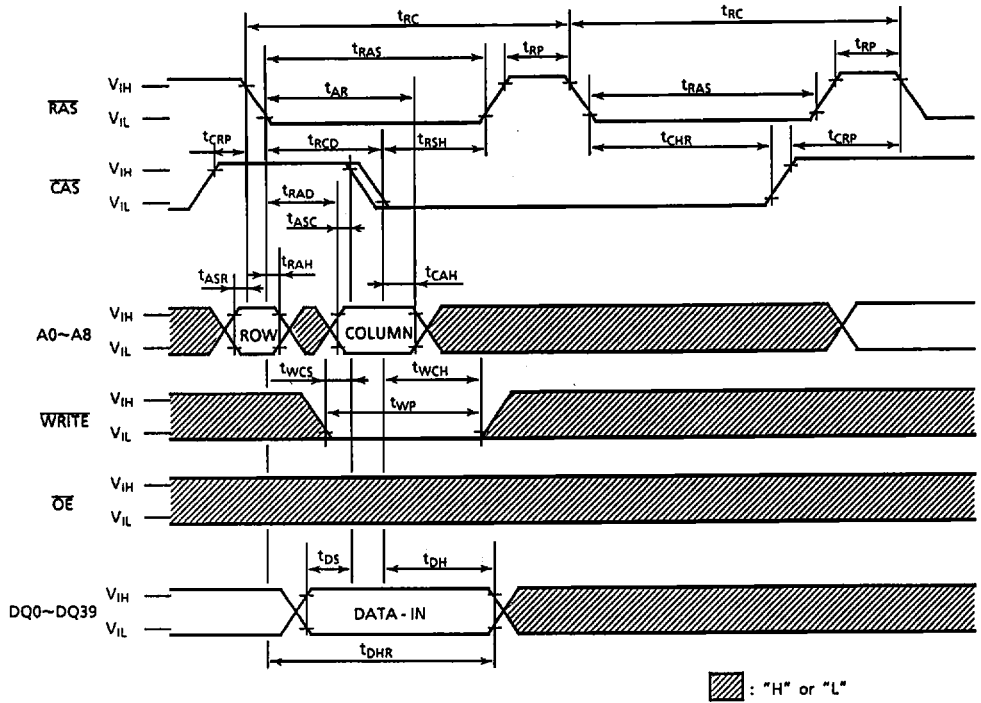 tRC tRC
tRAS tRP tRAS tRP
tAR
RAS VIH
VIL
tCRP tRCD tRSH tCHR tCRP
CAS VIH
VIL
tRAD
tASC
tASR tRAH tCAH
A0~A8 VIH
VIL
ROW COLUMN
tWCS tWCH
tWP
WRITE VIH
VIL
OE VIH
VIL
tDS tDH
DQ0~DQ39 VIH
VIL
DATA-IN
tDHR
: "H" or "L"